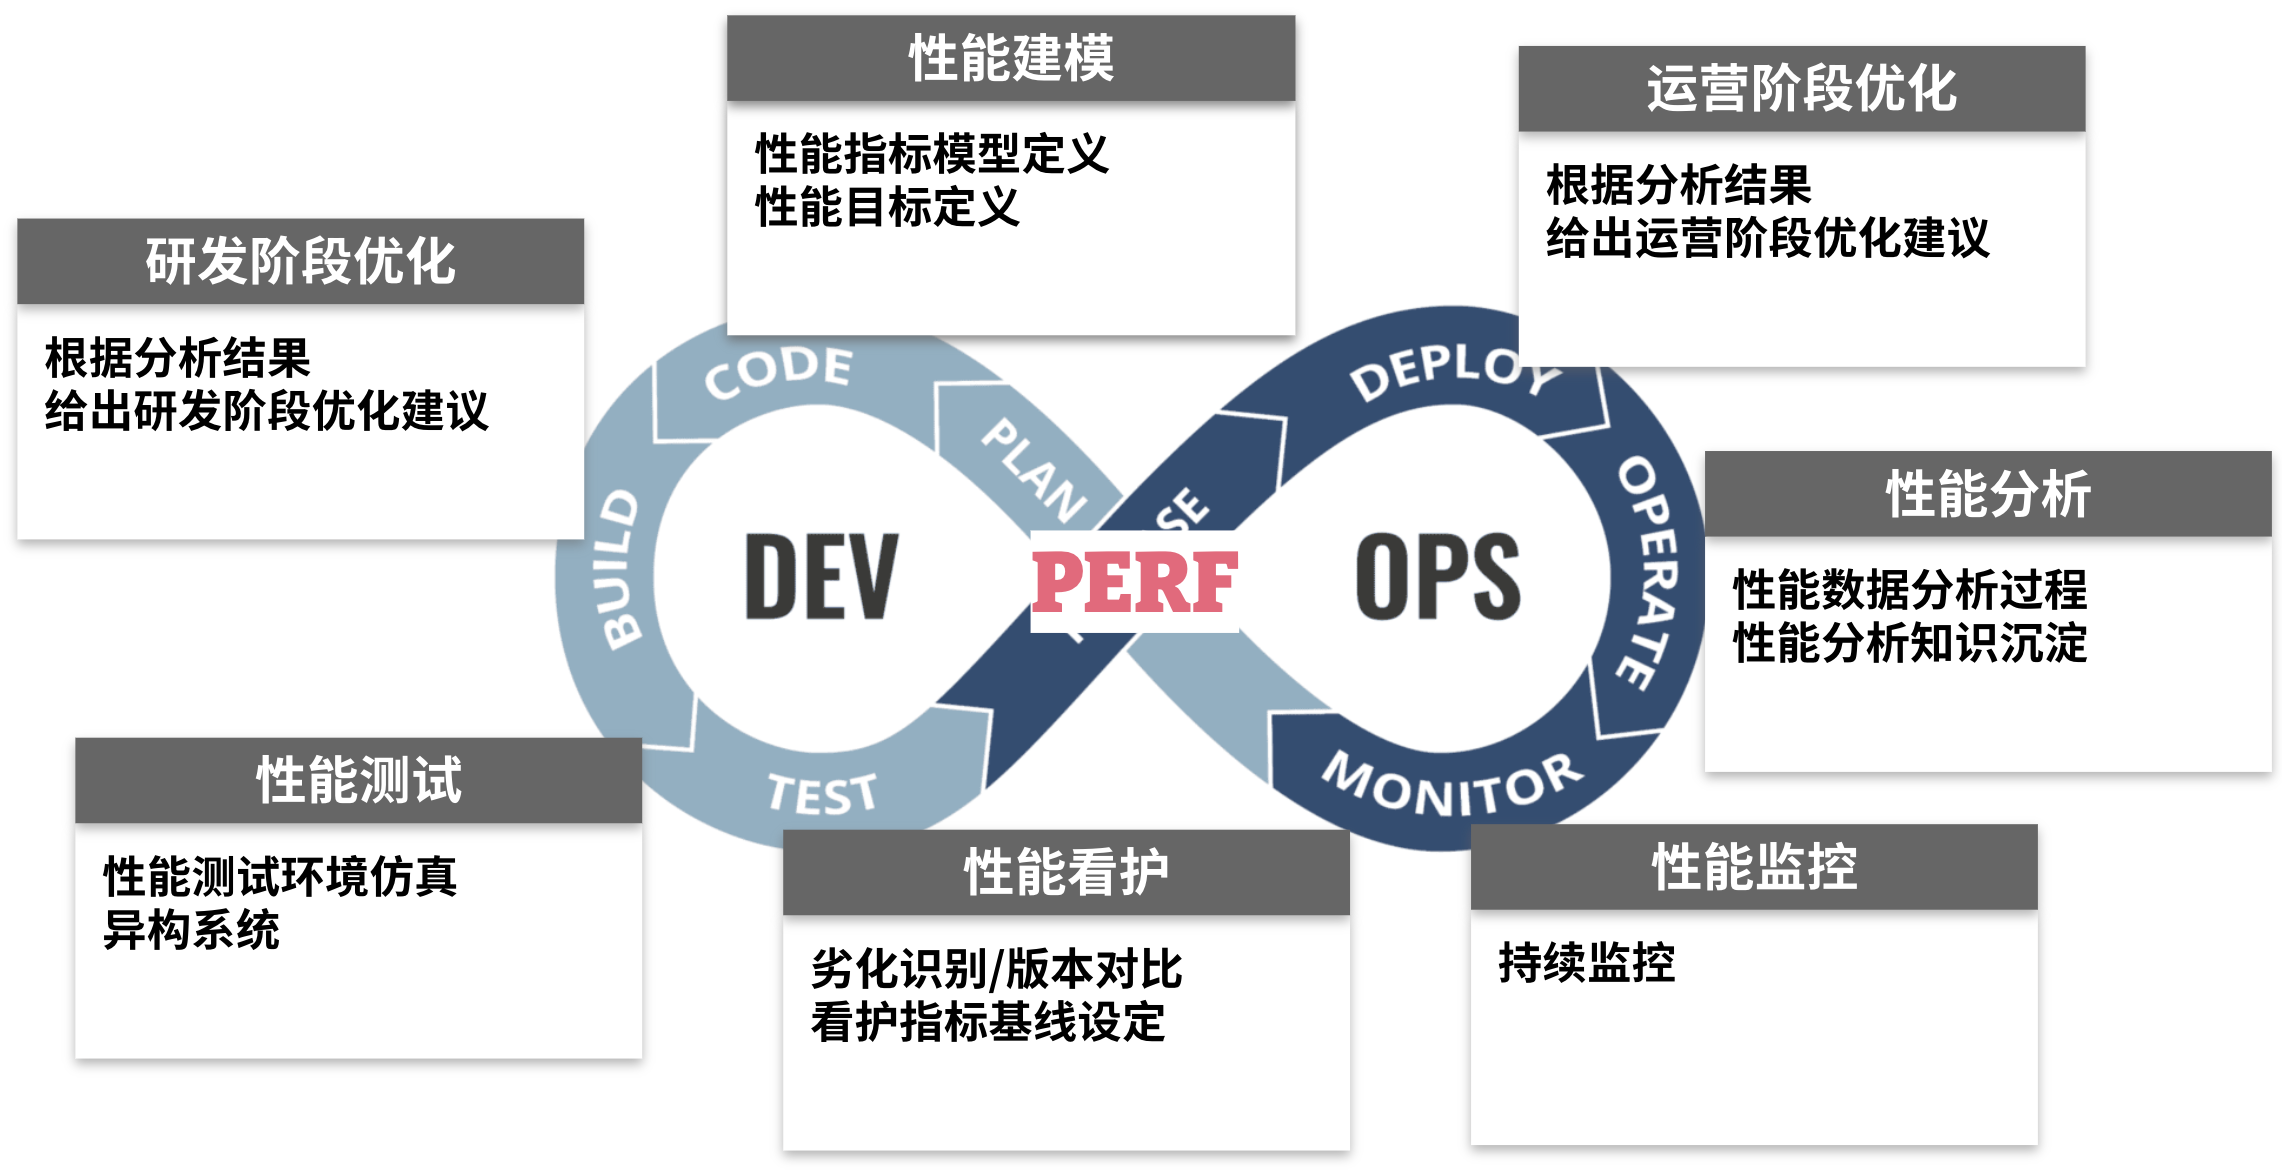 性能建模
性能指标模型定义
性能目标定义
运营阶段优化
根据分析结果
给出运营阶段优化建议
研发阶段优化
根据分析结果
给出研发阶段优化建议
CODE
PLAN
BUILD
TEST
DEV
PERF
OPS
DEPLOY
OPERATE
MONITOR
性能分析
性能数据分析过程
性能分析知识沉淀
性能测试
性能测试环境仿真
异构系统
性能看护
劣化识别/版本对比
看护指标基线设定
性能监控
持续监控